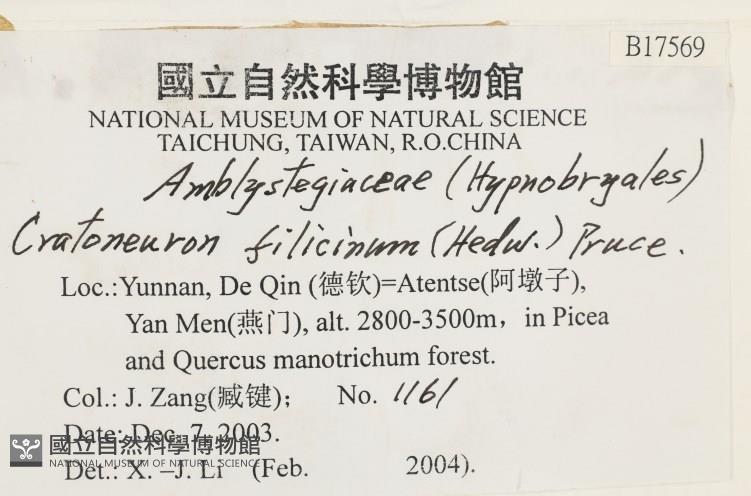 B17569
國立自然科學博物館
NATIONAL MUSEUM OF NATURAL SCIENCE
TAICHUNG, TAIWAN, R.O.CHINA
Amblystegiaceae (Hypnobryales)
Cratoneuron filicinum (Hedw.) Pruce.
Loc.:Yunnan, De Qin (德钦)=Atentse(阿墩子),
Yan Men(燕门), alt. 2800-3500m，in Picea
and Quercus manotrichum forest.
Col.: J. Zang(臧键)； No. 1161
Date: Dec. 7, 2003.
國立自然科學博物館
NATIONAL MUSEUM OF NATURAL SCIENCE
Det.: X. –J. Li (Feb. 2004).